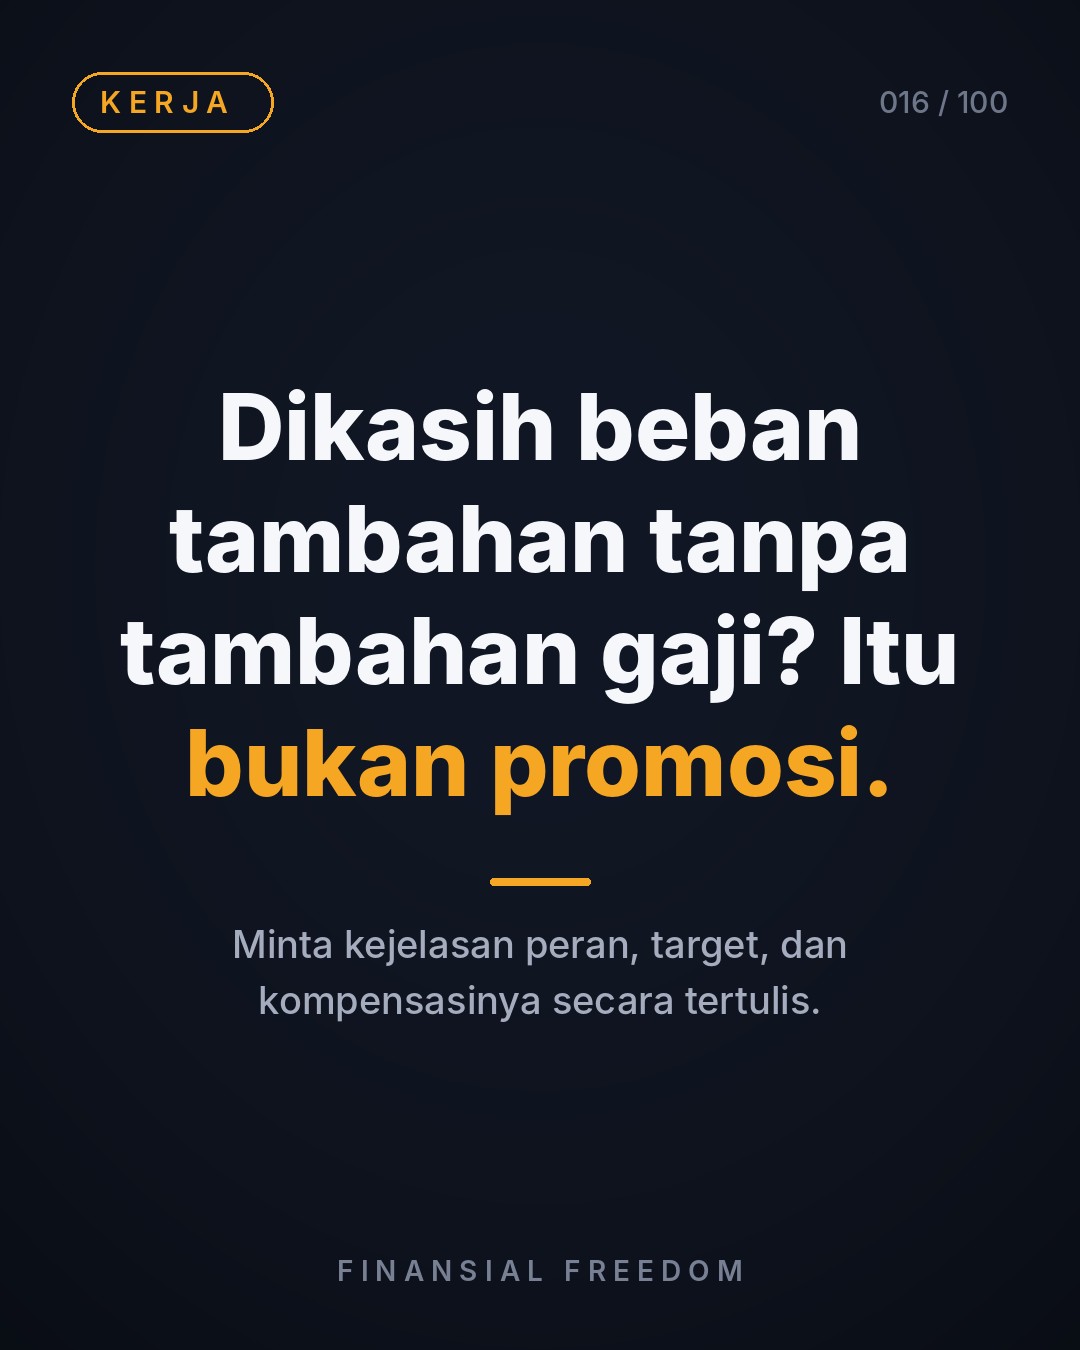 KERJA
016 / 100
Dikasih beban
tambahan tanpa
tambahan gaji? Itu
bukan promosi.
Minta kejelasan peran, target, dan
kompensasinya secara tertulis.
FINANSIAL FREEDOM